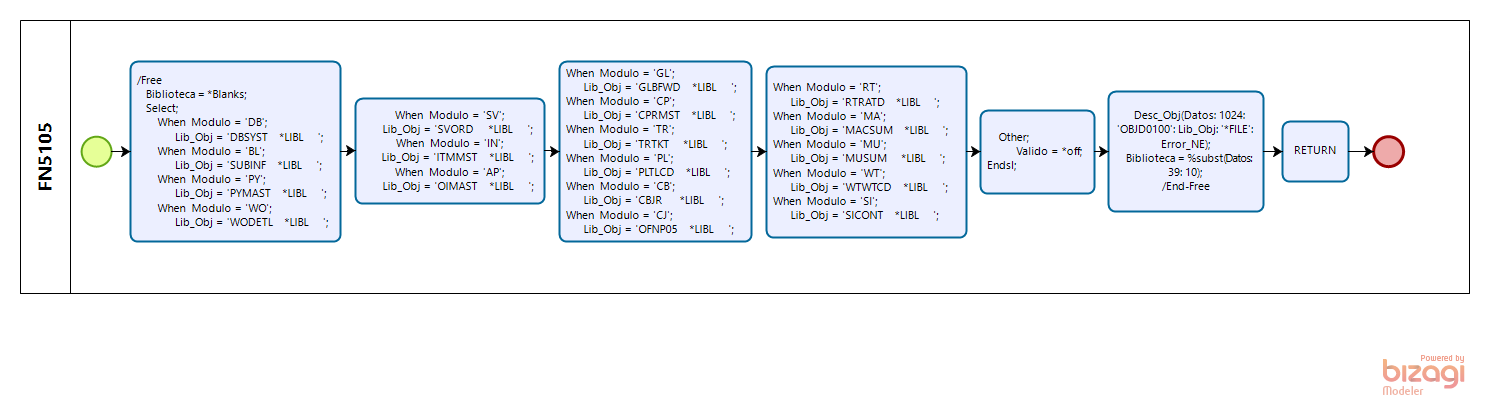 FN5105
/Free
Biblioteca = *Blanks;
Select;
When Modulo = 'DB';
Lib_Obj = 'DBSYST    *LIBL     ';
When Modulo = 'BL';
Lib_Obj = 'SUBINF    *LIBL     ';
When Modulo = 'PY';
Lib_Obj = 'PYMAST    *LIBL     ';
When Modulo = 'WO';
Lib_Obj = 'WODETL    *LIBL     ';
When Modulo = 'SV';
Lib_Obj = 'SVORD     *LIBL     ';
When Modulo = 'IN';
Lib_Obj = 'ITMMST    *LIBL     ';
When Modulo = 'AP';
Lib_Obj = 'OIMAST    *LIBL     ';
When Modulo = 'GL';
Lib_Obj = 'GLBFWD    *LIBL     ';
When Modulo = 'CP';
Lib_Obj = 'CPRMST    *LIBL     ';
When Modulo = 'TR';
Lib_Obj = 'TRTKT     *LIBL     ';
When Modulo = 'PL';
Lib_Obj = 'PLTLCD    *LIBL     ';
When Modulo = 'CB';
Lib_Obj = 'CBJR      *LIBL     ';
When Modulo = 'CJ';
Lib_Obj = 'OFNP05    *LIBL     ';
When Modulo = 'RT';
Lib_Obj = 'RTRATD    *LIBL     ';
When Modulo = 'MA';
Lib_Obj = 'MACSUM    *LIBL     ';
When Modulo = 'MU';
Lib_Obj = 'MUSUM     *LIBL     ';
When Modulo = 'WT';
Lib_Obj = 'WTWTCD    *LIBL     ';
When Modulo = 'SI';
Lib_Obj = 'SICONT    *LIBL     ';
Other;
Valido = *off;
Endsl;
Desc_Obj(Datos: 1024:
'OBJD0100': Lib_Obj: '*FILE':
Error_NE);
Biblioteca = %subst(Datos:
39: 10);
/End-Free
RETURN
Powered by
bizagi
Modeler